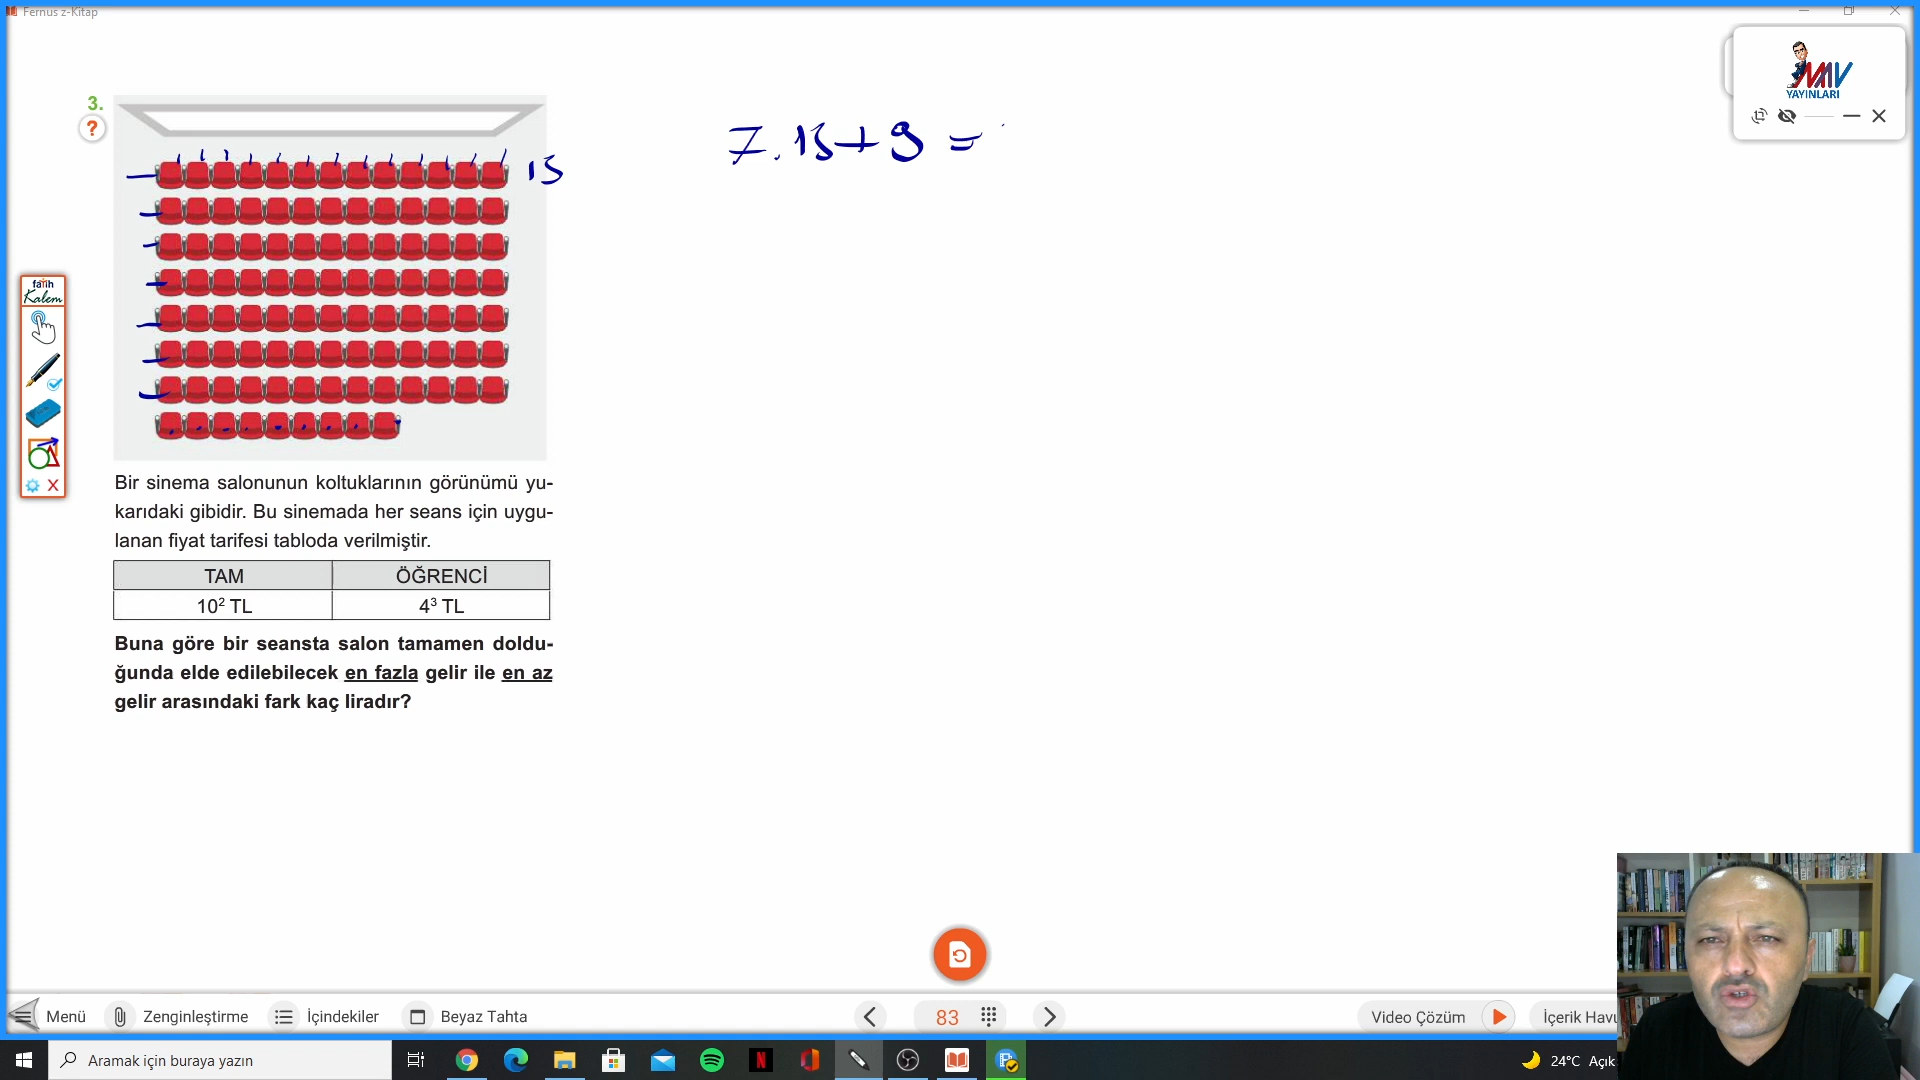 Fernus z-Kitap
MAV
YAYINLARI
3.
?
13
7.13+9 =
fatih
Kalem
Bir sinema salonunun koltuklarının görünümü yu-
karıdaki gibidir. Bu sinemada her seans için uygu-
lanan fiyat tarifesi tabloda verilmiştir.
TAM ÖĞRENCİ
10² TL 4³ TL
Buna göre bir seansta salon tamamen doldu-
ğunda elde edilebilecek en fazla gelir ile en az
gelir arasındaki fark kaç liradır?
Menü Zenginleştirme İçindekiler Beyaz Tahta 83 Video Çözüm İçerik Havu
Aramak için buraya yazın 24°C Açık